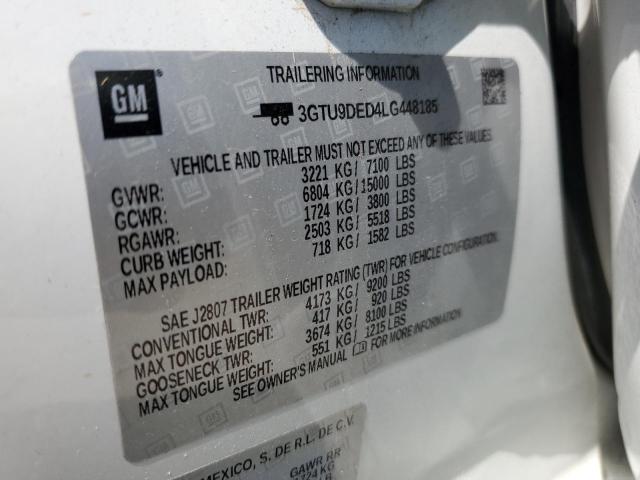 GM
TRAILERING INFORMATION
3GTU9DED4LG448185
VEHICLE AND TRAILER MUST NOT EXCEED ANY OF THESE VALUES
GVWR: 3221 KG/ 7100 LBS
GCWR: 6804 KG/ 15000 LBS
RGAWR: 1724 KG/ 3800 LBS
CURB WEIGHT: 2503 KG/ 5518 LBS
MAX PAYLOAD: 718 KG/ 1582 LBS
SAE J2807 TRAILER WEIGHT RATING (TWR) FOR VEHICLE CONFIGURATION.
CONVENTIONAL TWR: 4173 KG/ 9200 LBS
MAX TONGUE WEIGHT: 417 KG/ 920 LBS
GOOSENECK TWR: 3674 KG/ 8100 LBS
MAX TONGUE WEIGHT: 551 KG/ 1215 LBS
SEE OWNER'S MANUAL FOR MORE INFORMATION
MEXICO, S. DE R.L. DE C.V.
GAWR RR
1724 KG